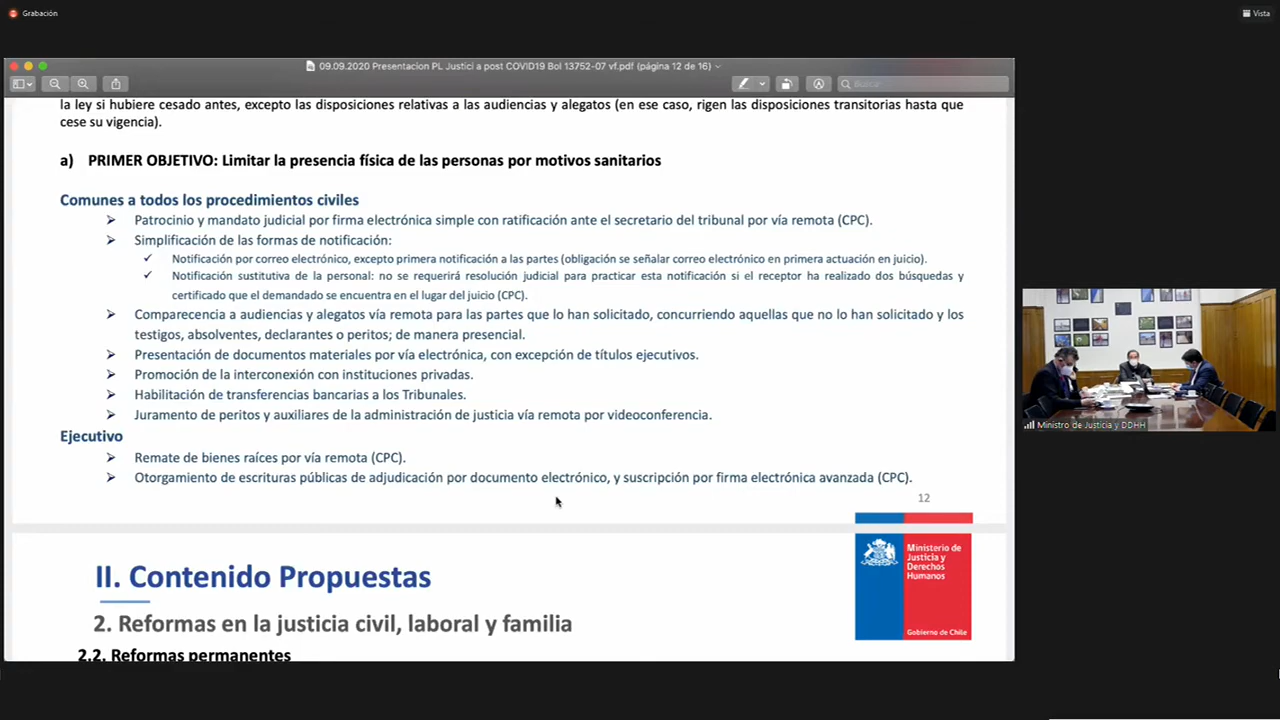 Grabación
Vista
09.09.2020 Presentacion PL Justici a post COVID19 Bol 13752-07 vf.pdf (página 12 de 16)
Buscar
la ley si hubiere cesado antes, excepto las disposiciones relativas a las audiencias y alegatos (en ese caso, rigen las disposiciones transitorias hasta que
cese su vigencia).
a) PRIMER OBJETIVO: Limitar la presencia física de las personas por motivos sanitarios
Comunes a todos los procedimientos civiles
Patrocinio y mandato judicial por firma electrónica simple con ratificación ante el secretario del tribunal por vía remota (CPC).
Simplificación de las formas de notificación:
Notificación por correo electrónico, excepto primera notificación a las partes (obligación se señalar correo electrónico en primera actuación en juicio).
Notificación sustitutiva de la personal: no se requerirá resolución judicial para practicar esta notificación si el receptor ha realizado dos búsquedas y
certificado que el demandado se encuentra en el lugar del juicio (CPC).
Comparecencia a audiencias y alegatos vía remota para las partes que lo han solicitado, concurriendo aquellas que no lo han solicitado y los
testigos, absolventes, declarantes o peritos; de manera presencial.
Presentación de documentos materiales por vía electrónica, con excepción de títulos ejecutivos.
Promoción de la interconexión con instituciones privadas.
Habilitación de transferencias bancarias a los Tribunales.
Juramento de peritos y auxiliares de la administración de justicia vía remota por videoconferencia.
Ministro de Justicia y DDHH
Ejecutivo
Remate de bienes raíces por vía remota (CPC).
Otorgamiento de escrituras públicas de adjudicación por documento electrónico, y suscripción por firma electrónica avanzada (CPC).
12
II. Contenido Propuestas
2. Reformas en la justicia civil, laboral y familia
2.2. Reformas permanentes
Ministerio de
Justicia y
Derechos
Humanos
Gobierno de Chile